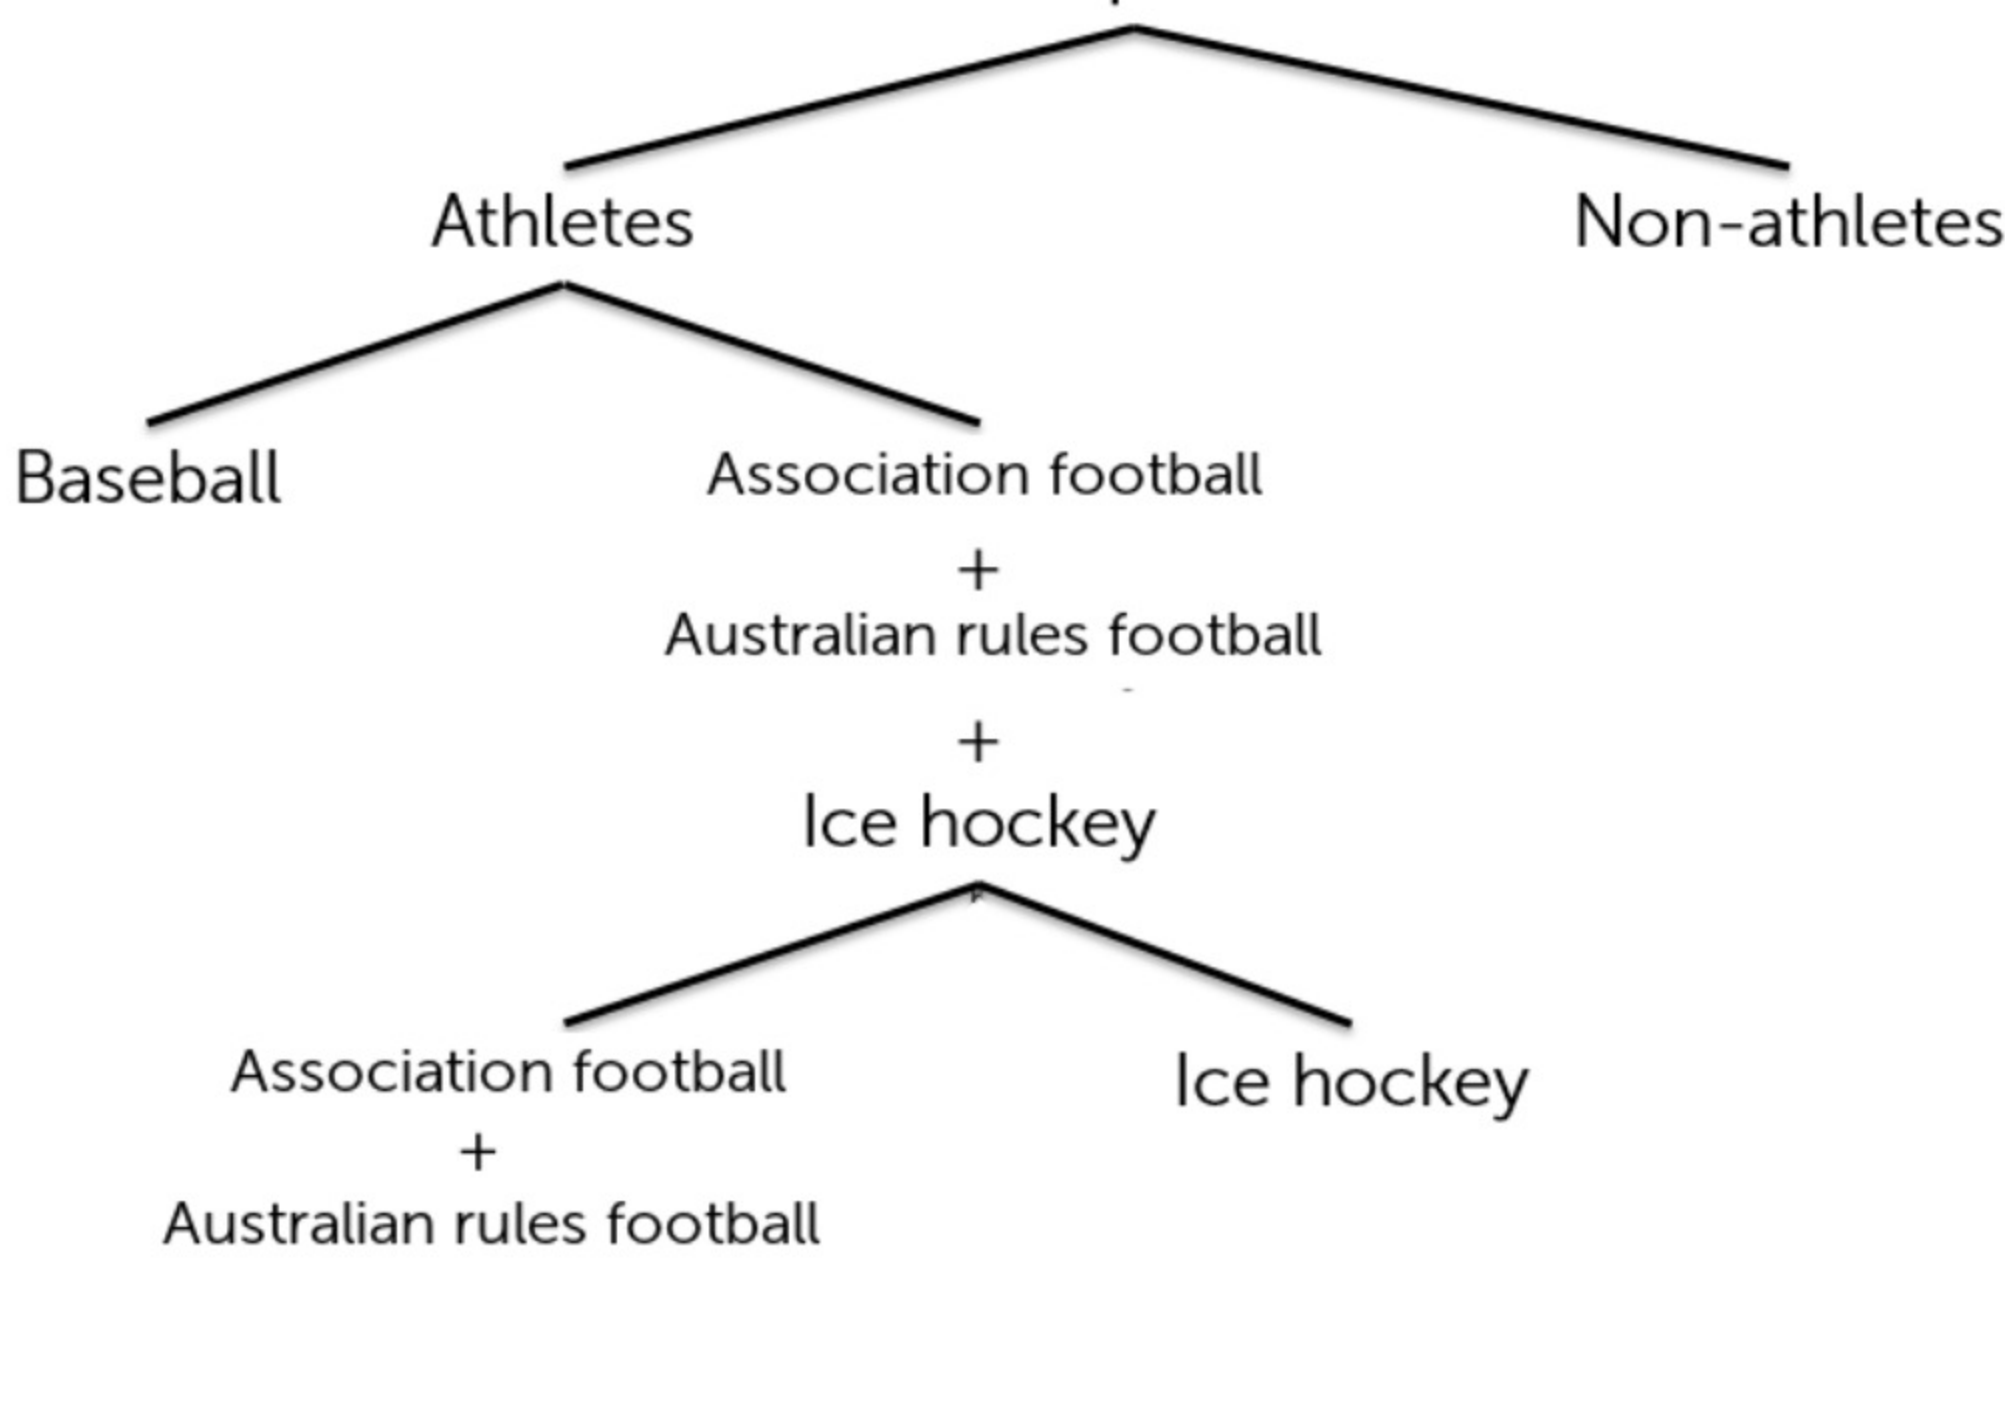 Athletes
Non-athletes
Baseball
Association football
+
Australian rules football
+
Ice hockey
Association football
+
Australian rules football
Ice hockey